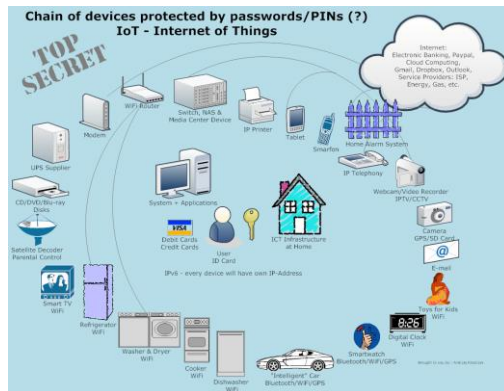 Chain of devices protected by passwords/PINs (?)
IoT - Internet of Things
TOP
SECRET
Internet:
Electronic Banking, Paypal,
Cloud Computing,
Gmail, Dropbox, Outlook,
Service Providers: ISP,
Energy, Gas, etc.
WiFi Router
Modem
Switch, NAS &
Media Center Device
IP Printer
Tablet
Smarfon
Home Alarm System
UPS Supplier
IP Telephony
Webcam/Video Recorder
IPTV/CCTV
CD/DVD/Blu-ray
Disks
System + Applications
VISA
Debit Cards
Credit Cards
User
ID Card
ICT Infrastructure
at Home
Camera
GPS/SD Card
Satellite Decoder
Parental Control
IPv6 - every device will have own IP-Address
@
E-mail
Smart TV
WiFi
Refrigerator
WiFi
Toys for Kids
WiFi
8:26
Digital Clock
WiFi
Washer & Dryer
WiFi
Cooker
WiFi
Dishwasher
WiFi
"Intelligent" Car
Bluetooth/WiFi/GPS
Smartwatch
Bluetooth/WiFi/GPS